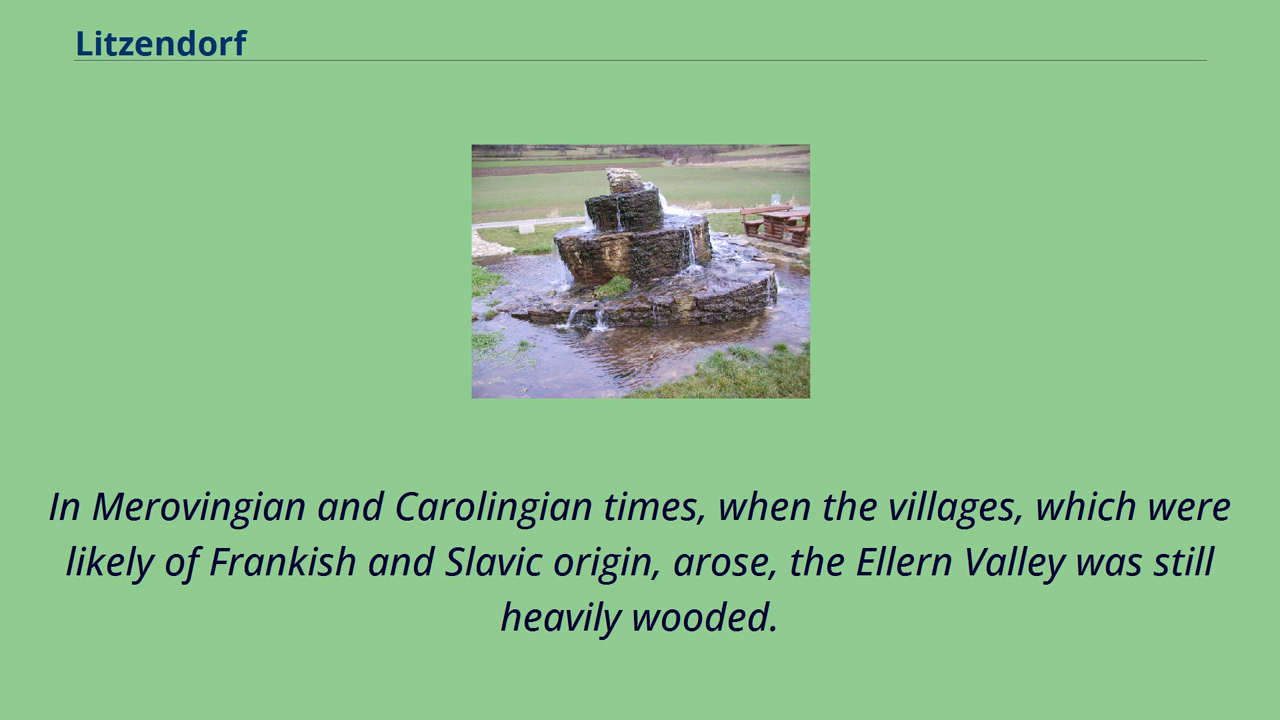 Litzendorf
In Merovingian and Carolingian times, when the villages, which were
likely of Frankish and Slavic origin, arose, the Ellern Valley was still
heavily wooded.